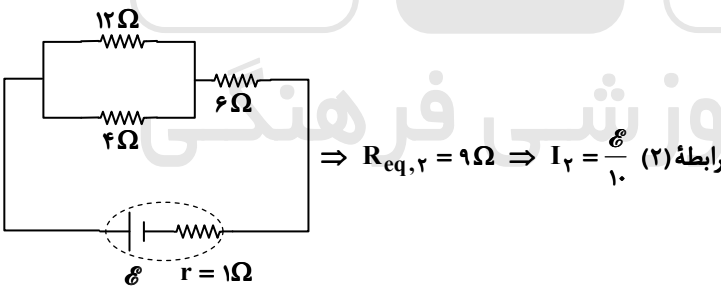 ۱۲Ω
۶Ω
۴Ω
⇒ R_eq,۲ = ۹Ω ⇒ I_۲ = ℰ/۱۰ رابطهٔ (۲)
ℰ r = ۱Ω